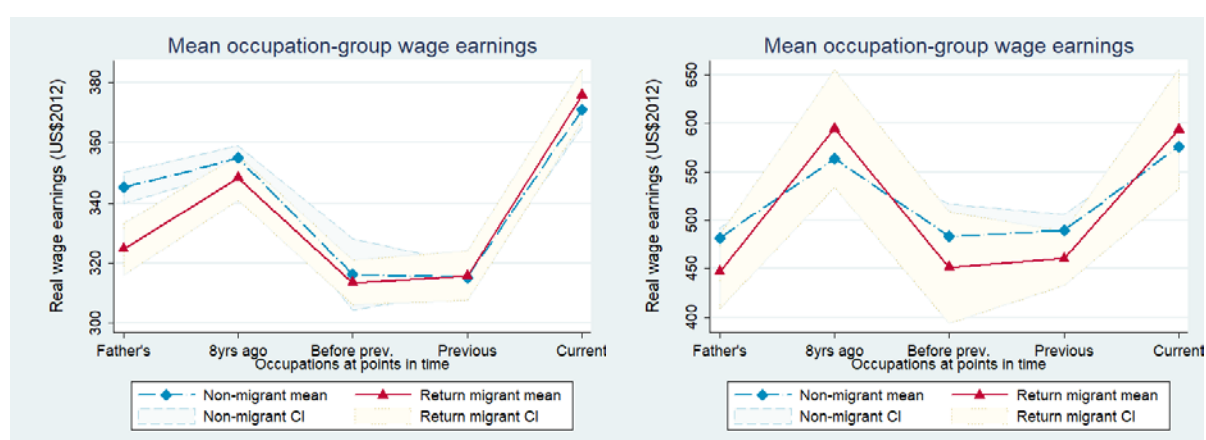 Mean occupation-group wage earnings
Real wage earnings (US$2012)
380
360
340
320
300
Father's 8yrs ago Before prev. Previous Current
Occupations at points in time
Non-migrant mean Return migrant mean
Non-migrant CI Return migrant CI
Mean occupation-group wage earnings
Real wage earnings (US$2012)
650
600
550
500
450
400
Father's 8yrs ago Before prev. Previous Current
Occupations at points in time
Non-migrant mean Return migrant mean
Non-migrant CI Return migrant CI